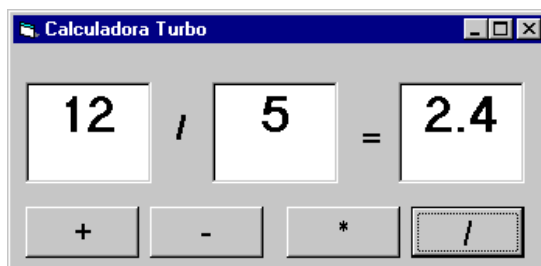 Calculadora Turbo
12 / 5 = 2.4
+ - * /